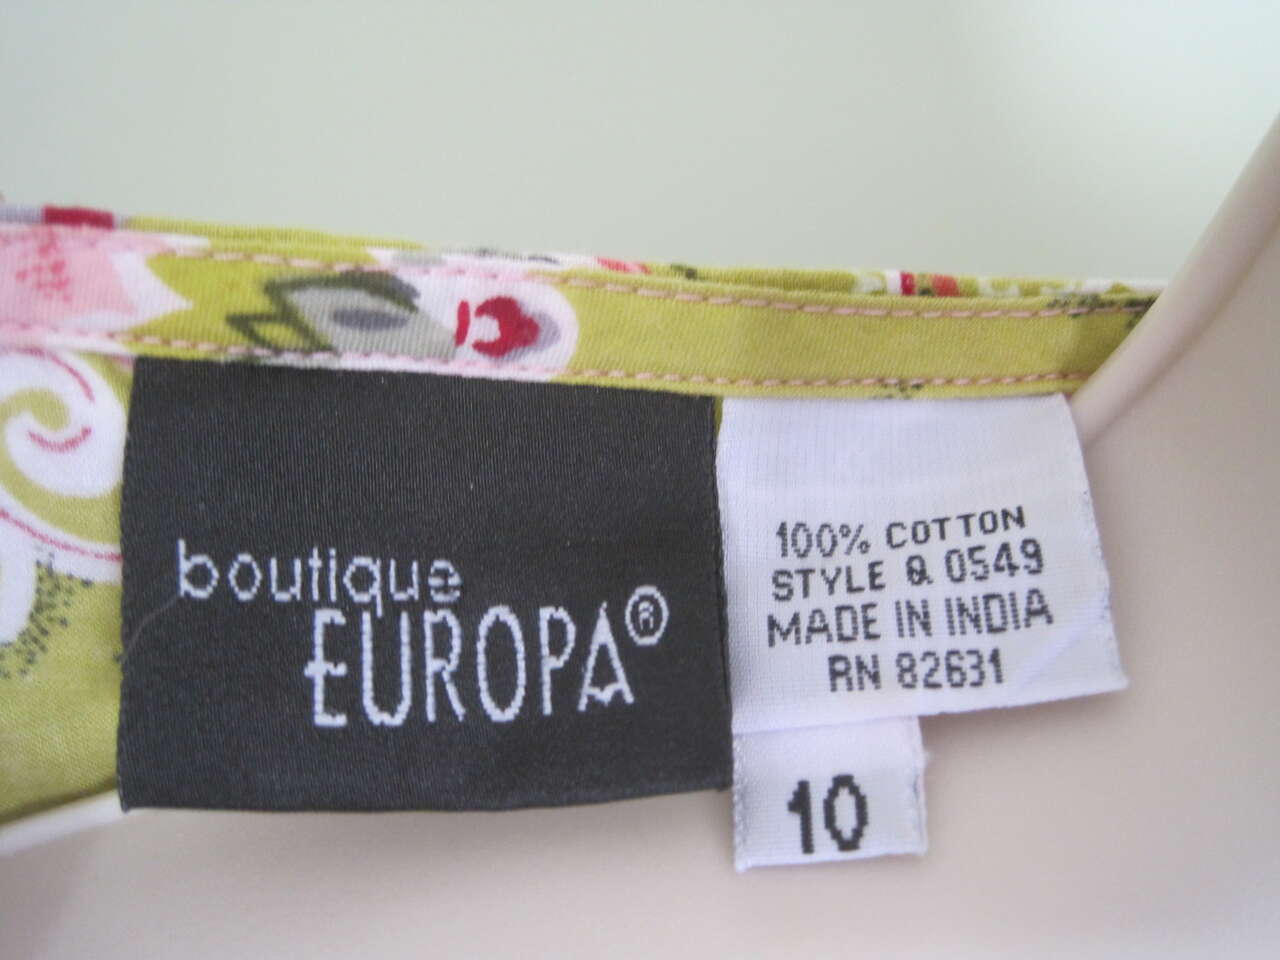 boutique
EUROPA®
100% COTTON
STYLE Q 0549
MADE IN INDIA
RN 82631
10